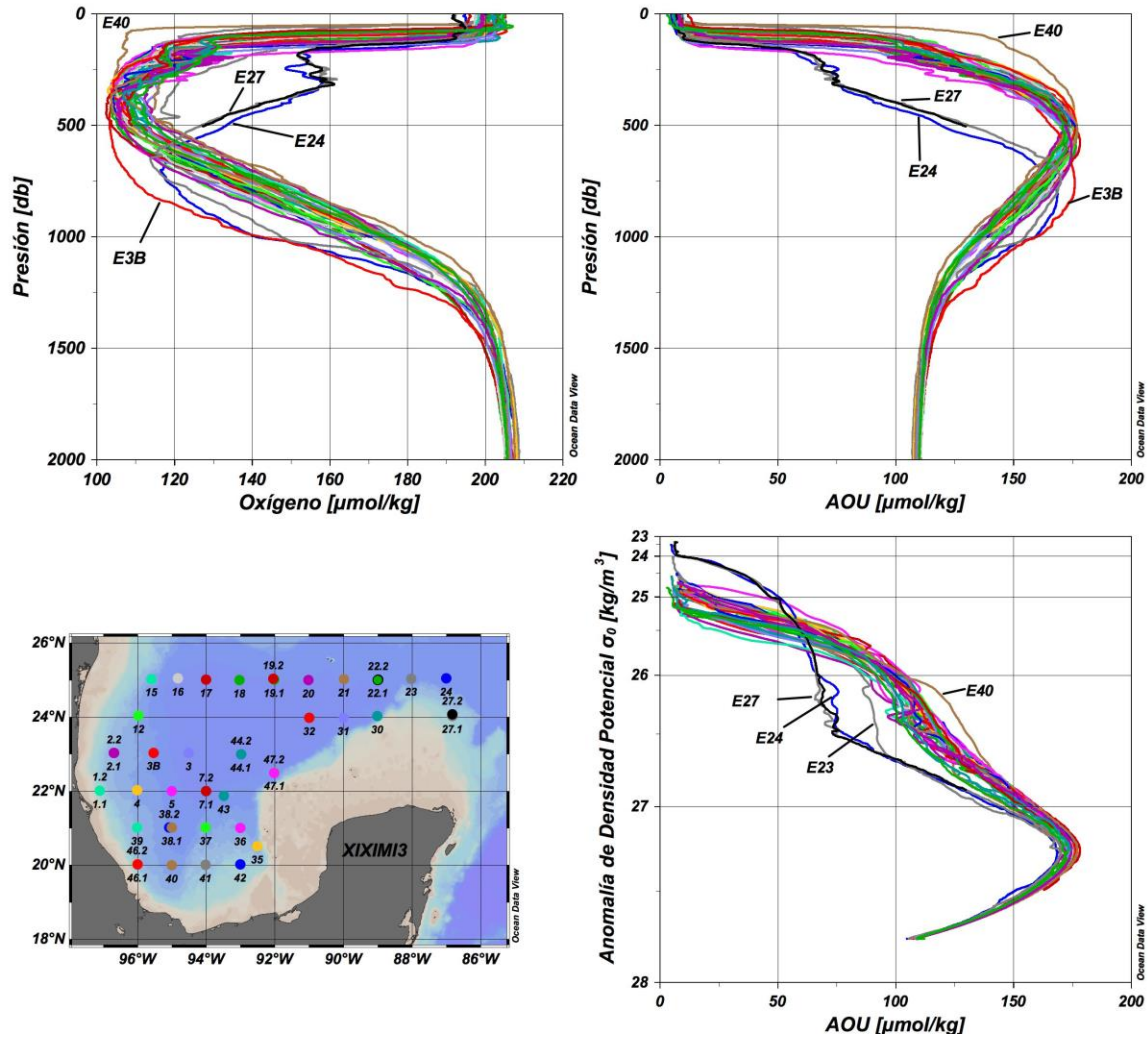 0
500
1000
1500
2000
Presión [db]
E40
E27
E24
E3B
100 120 140 160 180 200 220
Oxígeno [µmol/kg]
Ocean Data View
0
500
1000
1500
2000
Presión [db]
E40
E27
E24
E3B
0 50 100 150 200
AOU [µmol/kg]
Ocean Data View
26°N
24°N
22°N
20°N
18°N
19.2 22.2
15 16 17 18 19.1 20 21 22.1 23 24
27.2
12 32 31 30 27.1
2.2 44.2
2.1 3B 3 44.1 47.2
47.1
1.2 7.2
1.1 4 5 7.1 43
38.2
39 38.1 37 36
46.2 35
46.1 40 41 42
XIXIMI3
96°W 94°W 92°W 90°W 88°W 86°W
Ocean Data View
23
24
25
26
27
28
Anomalía de Densidad Potencial σ0 [kg/m3]
E40
E27
E24
E23
0 50 100 150 200
AOU [µmol/kg]
Ocean Data View